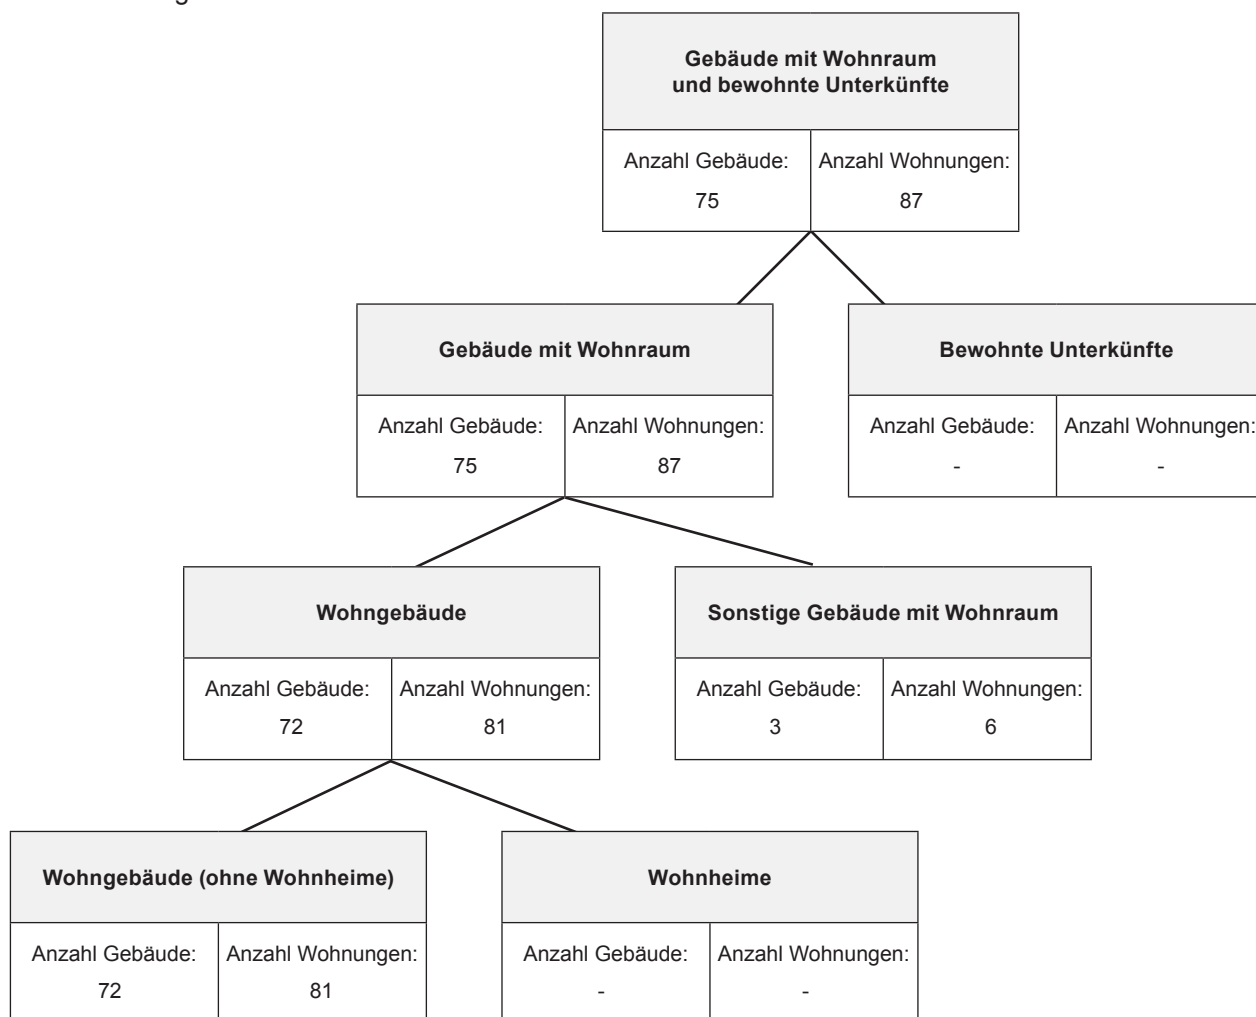 Gebäude mit Wohnraum
und bewohnte Unterkünfte
Anzahl Gebäude:
75
Anzahl Wohnungen:
87
Gebäude mit Wohnraum
Anzahl Gebäude:
75
Anzahl Wohnungen:
87
Bewohnte Unterkünfte
Anzahl Gebäude:
-
Anzahl Wohnungen:
-
Wohngebäude
Anzahl Gebäude:
72
Anzahl Wohnungen:
81
Sonstige Gebäude mit Wohnraum
Anzahl Gebäude:
3
Anzahl Wohnungen:
6
Wohngebäude (ohne Wohnheime)
Anzahl Gebäude:
72
Anzahl Wohnungen:
81
Wohnheime
Anzahl Gebäude:
-
Anzahl Wohnungen:
-